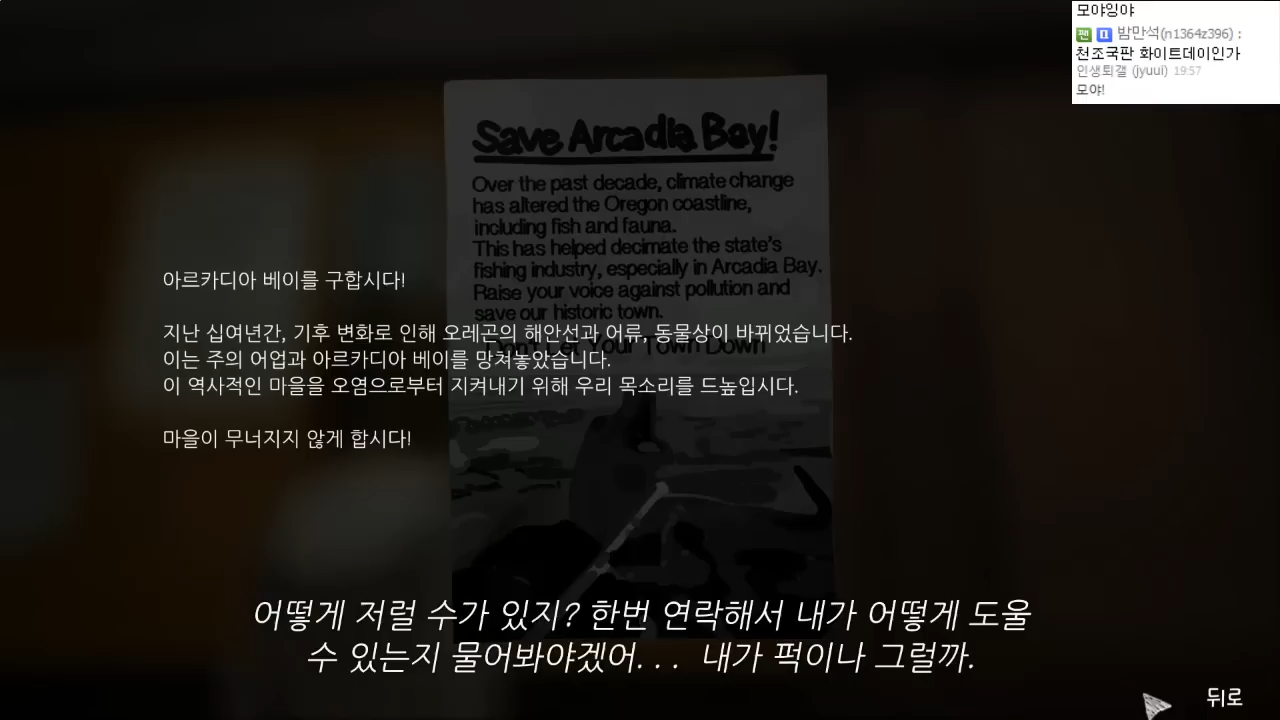 모야잉야
팬 n 밤만석(n1364z396) :
천조국판 화이트데이인가
인생퇴갤 (jyuui) 19:57
모야!
Save Arcadia Bay!
Over the past decade, climate change
has altered the Oregon coastline,
including fish and fauna.
This has helped decimate the state's
fishing industry, especially in Arcadia Bay.
Raise your voice against pollution and
save our historic town.
Don't Let Your Town Down
아르카디아 베이를 구합시다!
지난 십여년간, 기후 변화로 인해 오레곤의 해안선과 어류, 동물상이 바뀌었습니다.
이는 주의 어업과 아르카디아 베이를 망쳐놓았습니다.
이 역사적인 마을을 오염으로부터 지켜내기 위해 우리 목소리를 드높입시다.
마을이 무너지지 않게 합시다!
어떻게 저럴 수가 있지? 한번 연락해서 내가 어떻게 도울
수 있는지 물어봐야겠어. . . 내가 퍽이나 그럴까.
뒤로